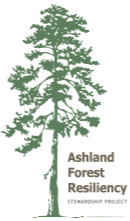 Ashland
Forest
Resiliency
STEWARDSHIP PROJECT